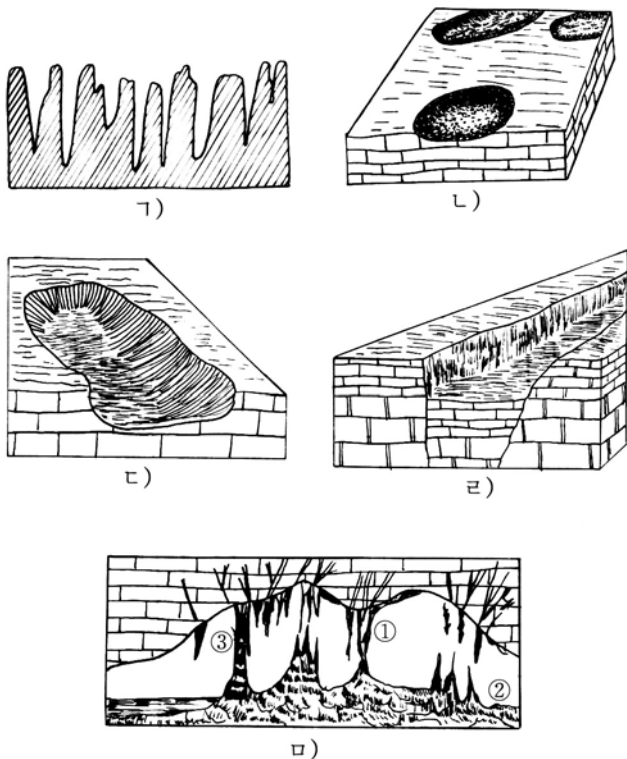 ㄱ)
ㄴ)
ㄷ)
ㄹ)
③
①
②
ㅁ)